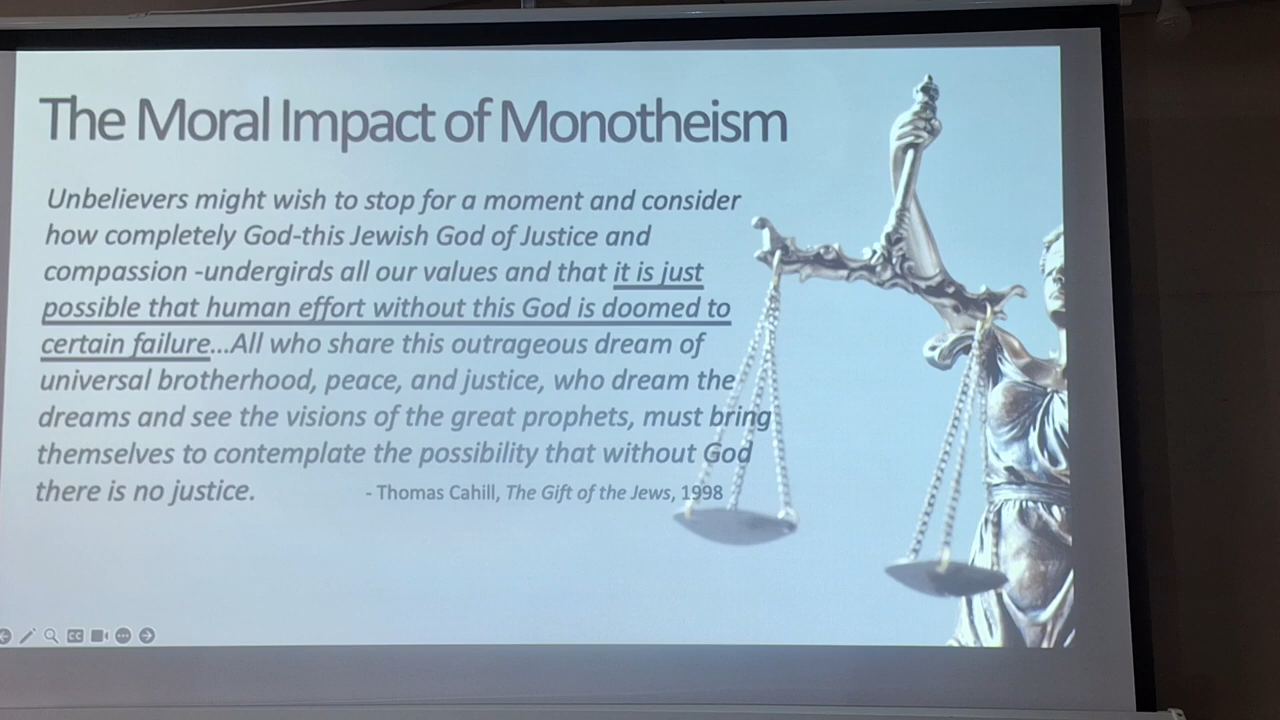 The Moral Impact of Monotheism
Unbelievers might wish to stop for a moment and consider
how completely God-this Jewish God of Justice and
compassion -undergirds all our values and that it is just
possible that human effort without this God is doomed to
certain failure...All who share this outrageous dream of
universal brotherhood, peace, and justice, who dream the
dreams and see the visions of the great prophets, must bring
themselves to contemplate the possibility that without God
there is no justice.
- Thomas Cahill, The Gift of the Jews, 1998
CC